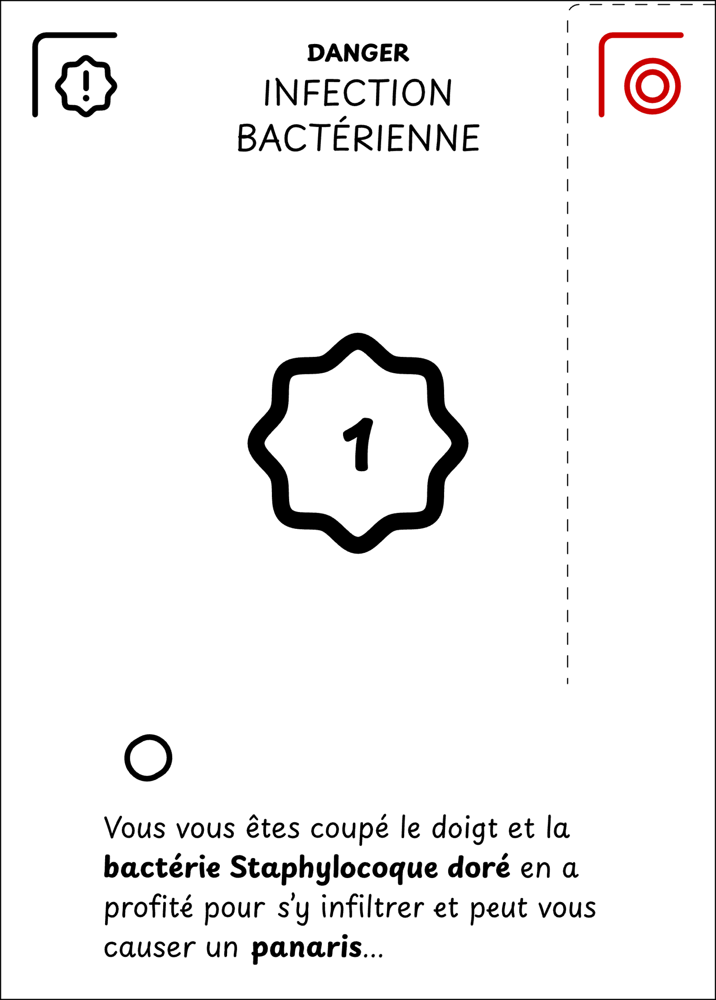 !
DANGER
INFECTION
BACTÉRIENNE
1
Vous vous êtes coupé le doigt et la
bactérie Staphylocoque doré en a
profité pour s’y infiltrer et peut vous
causer un panaris...